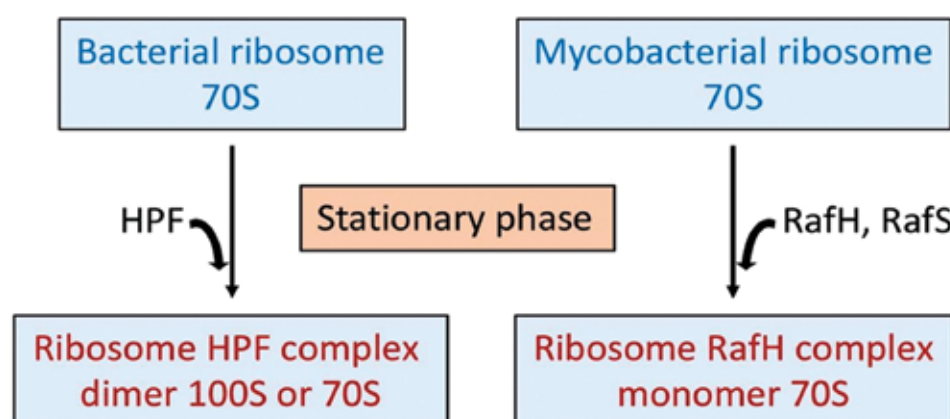 Bacterial ribosome
70S
Mycobacterial ribosome
70S
HPF
Stationary phase
RafH, RafS
Ribosome HPF complex
dimer 100S or 70S
Ribosome RafH complex
monomer 70S